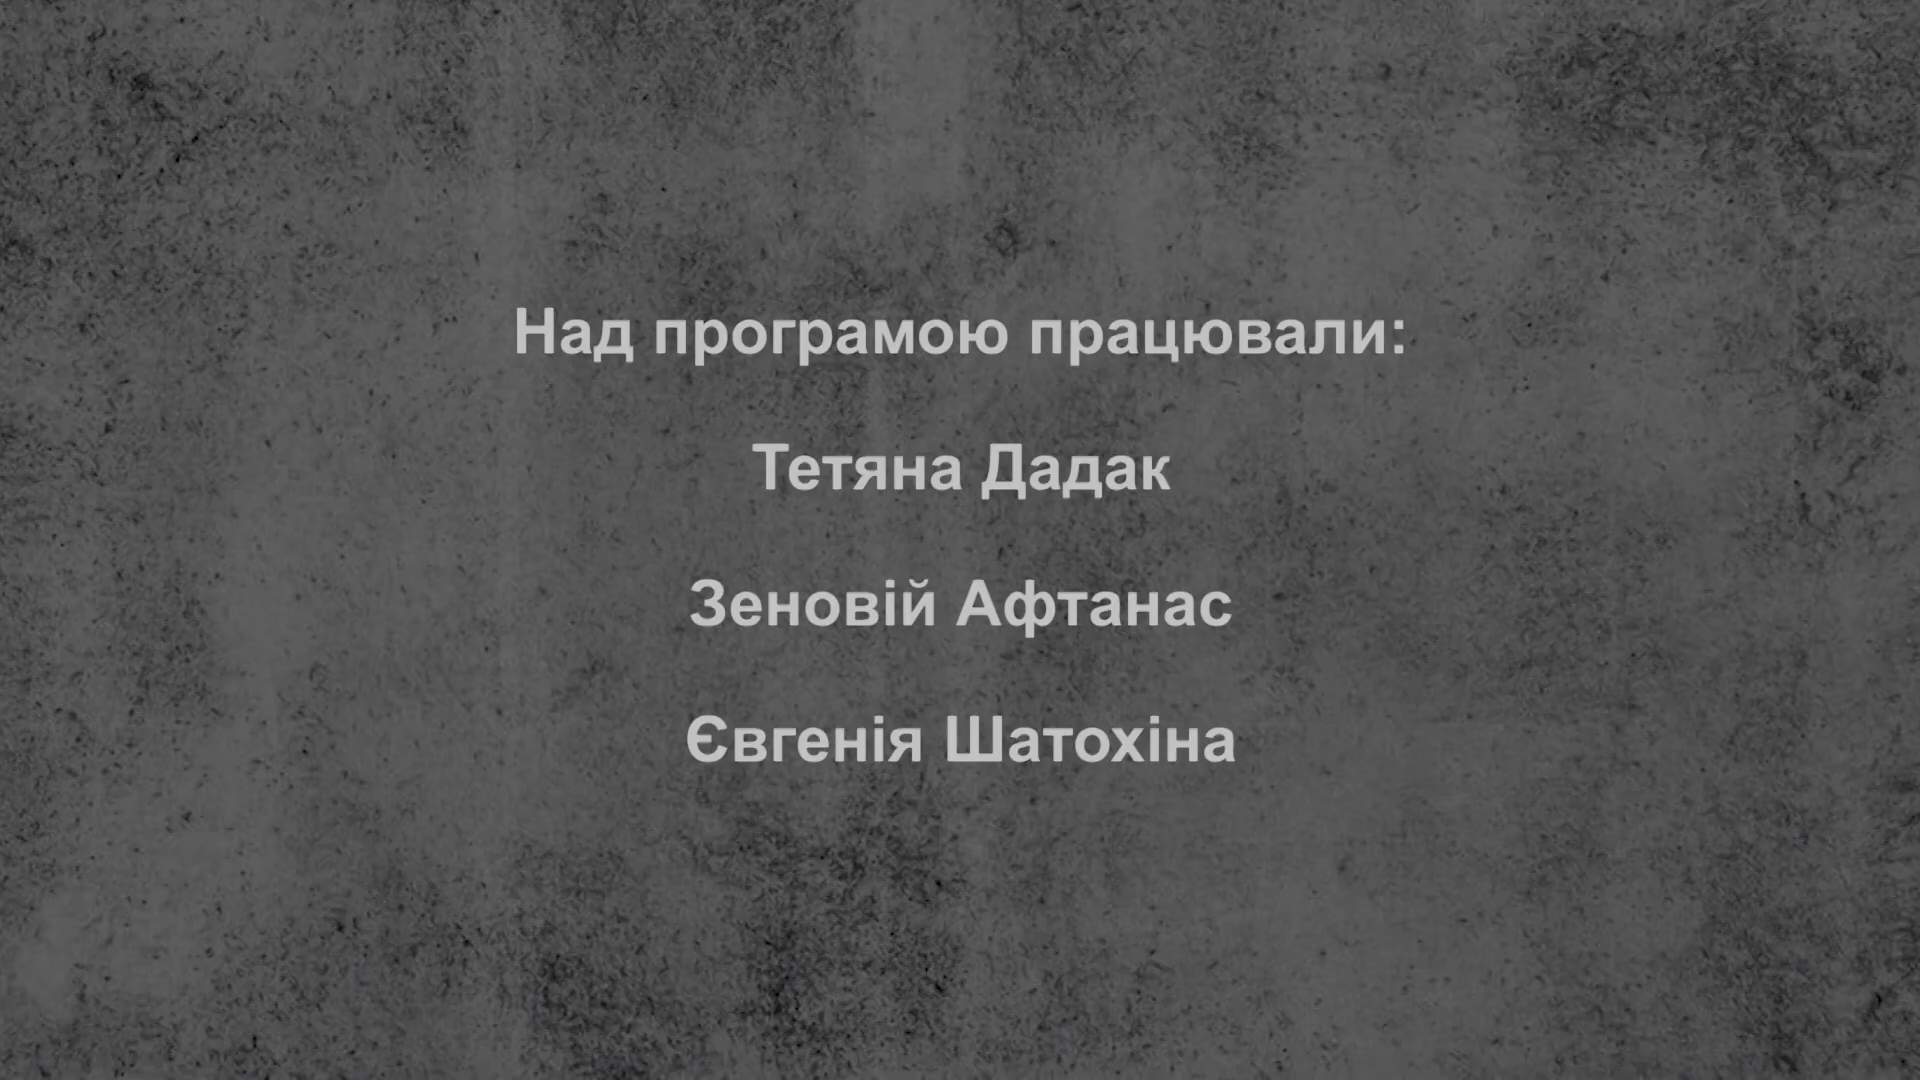 Над програмою працювали:
Тетяна Дадак
Зеновій Афтанас
Євгенія Шатохіна